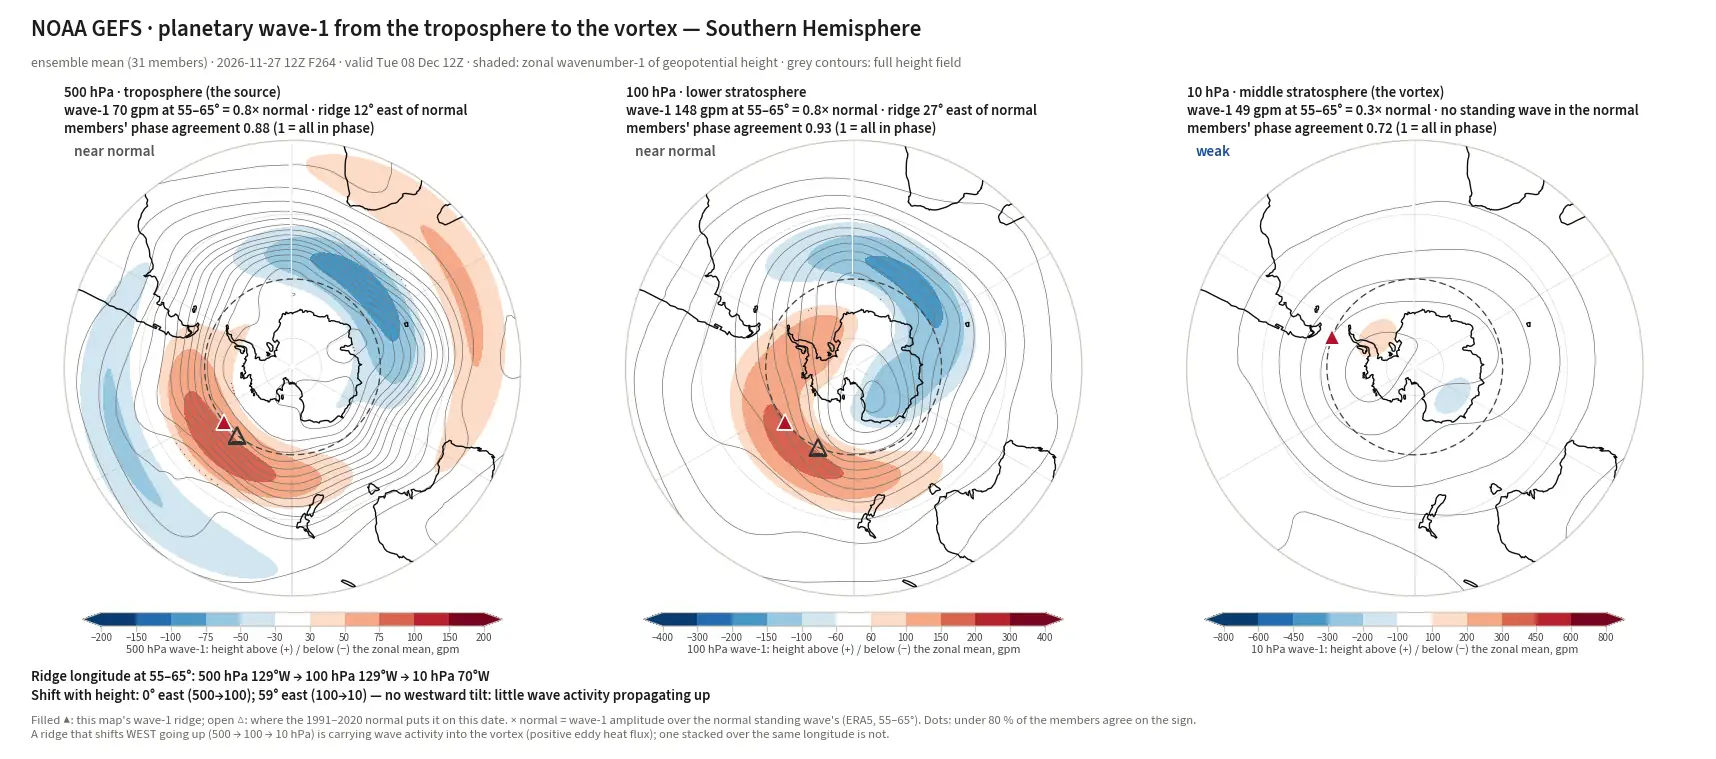 NOAA GEFS · planetary wave-1 from the troposphere to the vortex — Southern Hemisphere
ensemble mean (31 members) · 2026-11-27 12Z F264 · valid Tue 08 Dec 12Z · shaded: zonal wavenumber-1 of geopotential height · grey contours: full height field
500 hPa · troposphere (the source)
wave-1 70 gpm at 55–65° = 0.8× normal · ridge 12° east of normal
members' phase agreement 0.88 (1 = all in phase)
near normal
100 hPa · lower stratosphere
wave-1 148 gpm at 55–65° = 0.8× normal · ridge 27° east of normal
members' phase agreement 0.93 (1 = all in phase)
near normal
10 hPa · middle stratosphere (the vortex)
wave-1 49 gpm at 55–65° = 0.3× normal · no standing wave in the normal
members' phase agreement 0.72 (1 = all in phase)
weak
−200 −150 −100 −75 −50 −30 30 50 75 100 150 200
500 hPa wave-1: height above (+) / below (−) the zonal mean, gpm
−400 −300 −200 −150 −100 −60 60 100 150 200 300 400
100 hPa wave-1: height above (+) / below (−) the zonal mean, gpm
−800 −600 −450 −300 −200 −100 100 200 300 450 600 800
10 hPa wave-1: height above (+) / below (−) the zonal mean, gpm
Ridge longitude at 55–65°: 500 hPa 129°W → 100 hPa 129°W → 10 hPa 70°W
Shift with height: 0° east (500→100); 59° east (100→10) — no westward tilt: little wave activity propagating up
Filled ▲: this map's wave-1 ridge; open △: where the 1991–2020 normal puts it on this date. × normal = wave-1 amplitude over the normal standing wave's (ERA5, 55–65°). Dots: under 80 % of the members agree on the sign.
A ridge that shifts WEST going up (500 → 100 → 10 hPa) is carrying wave activity into the vortex (positive eddy heat flux); one stacked over the same longitude is not.